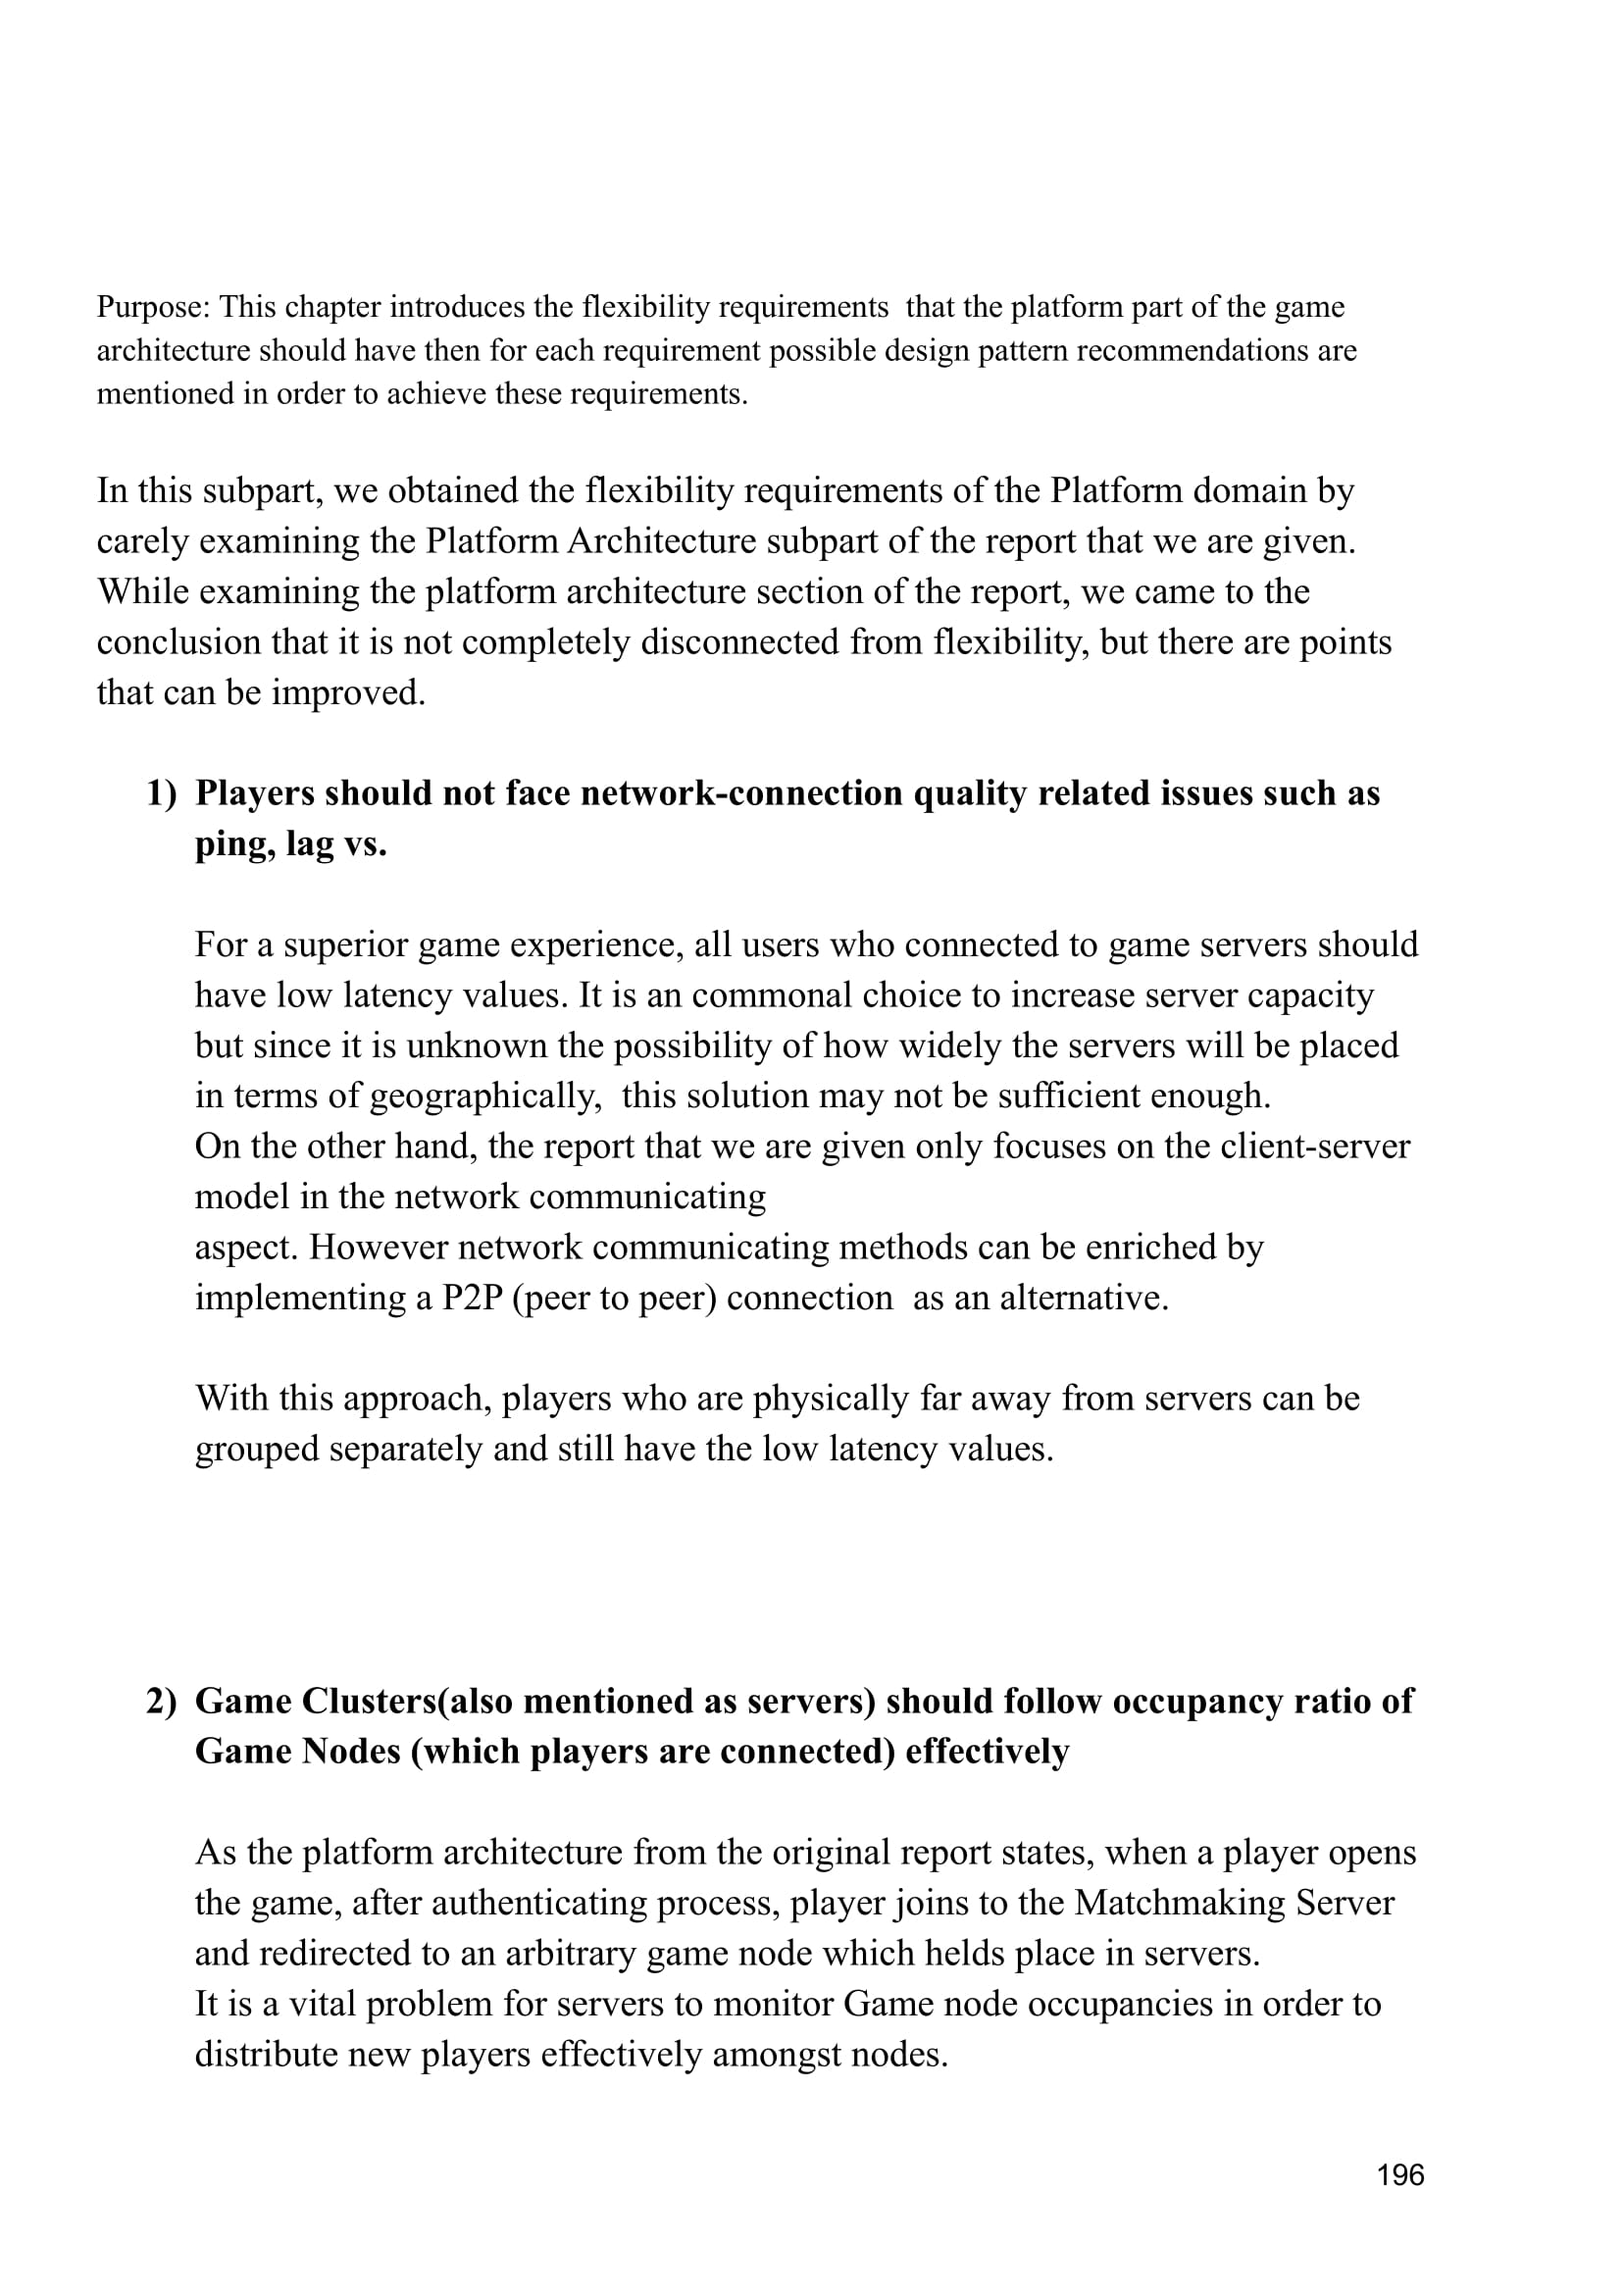 Purpose: This chapter introduces the flexibility requirements  that the platform part of the game
architecture should have then for each requirement possible design pattern recommendations are
mentioned in order to achieve these requirements.
In this subpart, we obtained the flexibility requirements of the Platform domain by
carely examining the Platform Architecture subpart of the report that we are given.
While examining the platform architecture section of the report, we came to the
conclusion that it is not completely disconnected from flexibility, but there are points
that can be improved.
1) Players should not face network-connection quality related issues such as
ping, lag vs.
For a superior game experience, all users who connected to game servers should
have low latency values. It is an commonal choice to increase server capacity
but since it is unknown the possibility of how widely the servers will be placed
in terms of geographically,  this solution may not be sufficient enough.
On the other hand, the report that we are given only focuses on the client-server
model in the network communicating
aspect. However network communicating methods can be enriched by
implementing a P2P (peer to peer) connection  as an alternative.
With this approach, players who are physically far away from servers can be
grouped separately and still have the low latency values.
2) Game Clusters(also mentioned as servers) should follow occupancy ratio of
Game Nodes (which players are connected) effectively
As the platform architecture from the original report states, when a player opens
the game, after authenticating process, player joins to the Matchmaking Server
and redirected to an arbitrary game node which helds place in servers.
It is a vital problem for servers to monitor Game node occupancies in order to
distribute new players effectively amongst nodes.
196